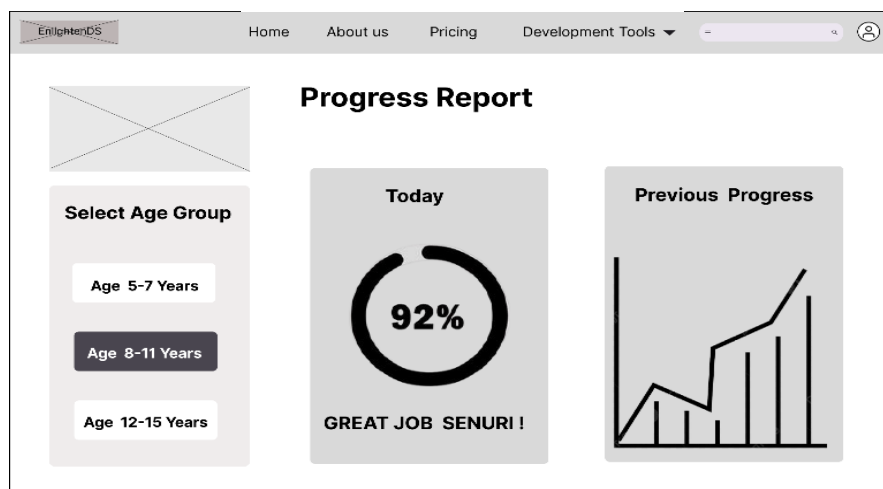 EnlightenDS
Home
About us
Pricing
Development Tools
Progress Report
Select Age Group
Age 5-7 Years
Age 8-11 Years
Age 12-15 Years
Today
92%
GREAT JOB SENURI !
Previous Progress